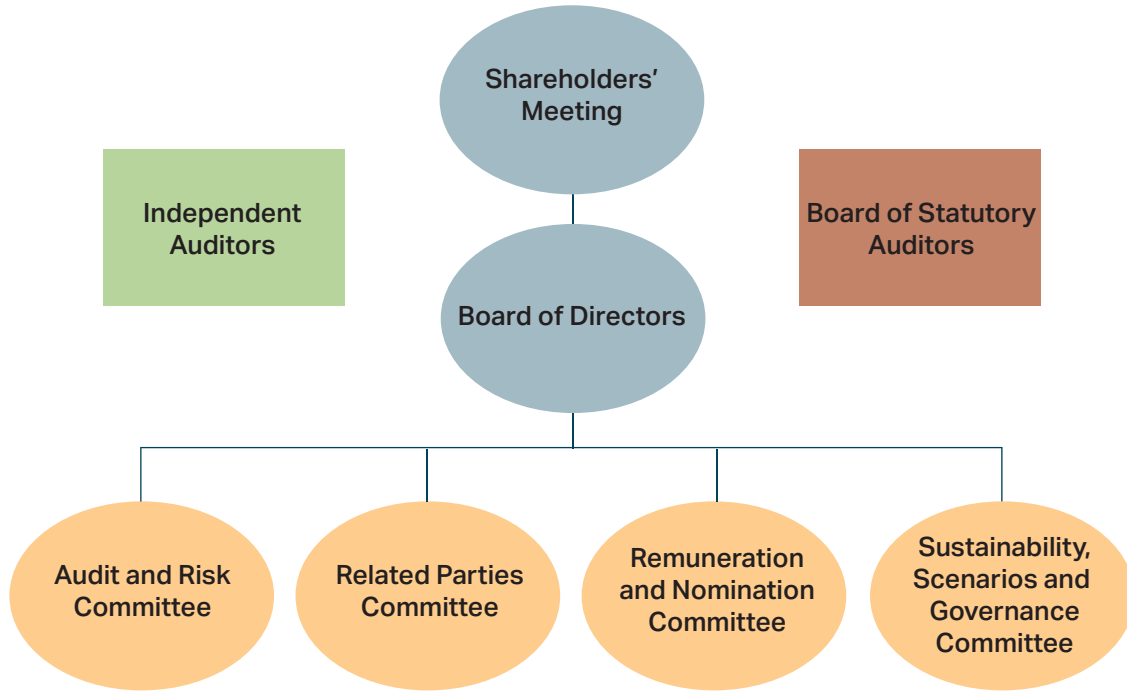 Shareholders'
Meeting
Independent
Auditors
Board of Statutory
Auditors
Board of Directors
Audit and Risk
Committee
Related Parties
Committee
Remuneration
and Nomination
Committee
Sustainability,
Scenarios and
Governance
Committee